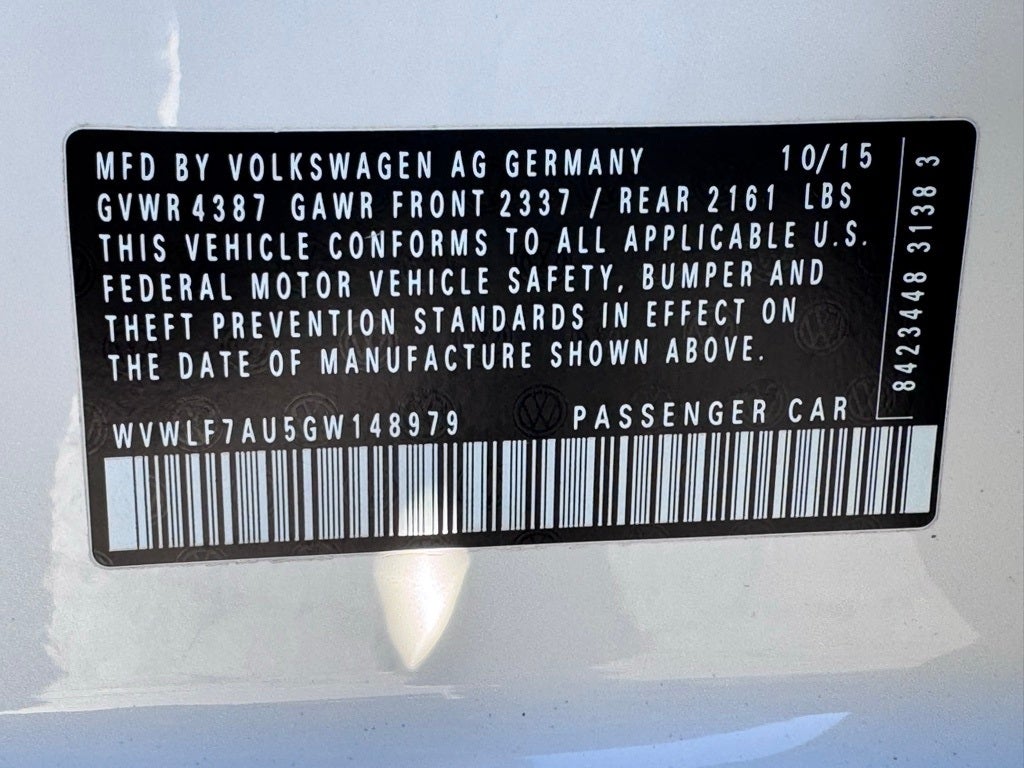 MFD BY VOLKSWAGEN AG GERMANY 10/15
GVWR 4387 GAWR FRONT 2337 / REAR 2161 LBS
THIS VEHICLE CONFORMS TO ALL APPLICABLE U.S.
FEDERAL MOTOR VEHICLE SAFETY, BUMPER AND
THEFT PREVENTION STANDARDS IN EFFECT ON
THE DATE OF MANUFACTURE SHOWN ABOVE.
WVWLF7AU5GW148979 PASSENGER CAR
8423448 3138 3